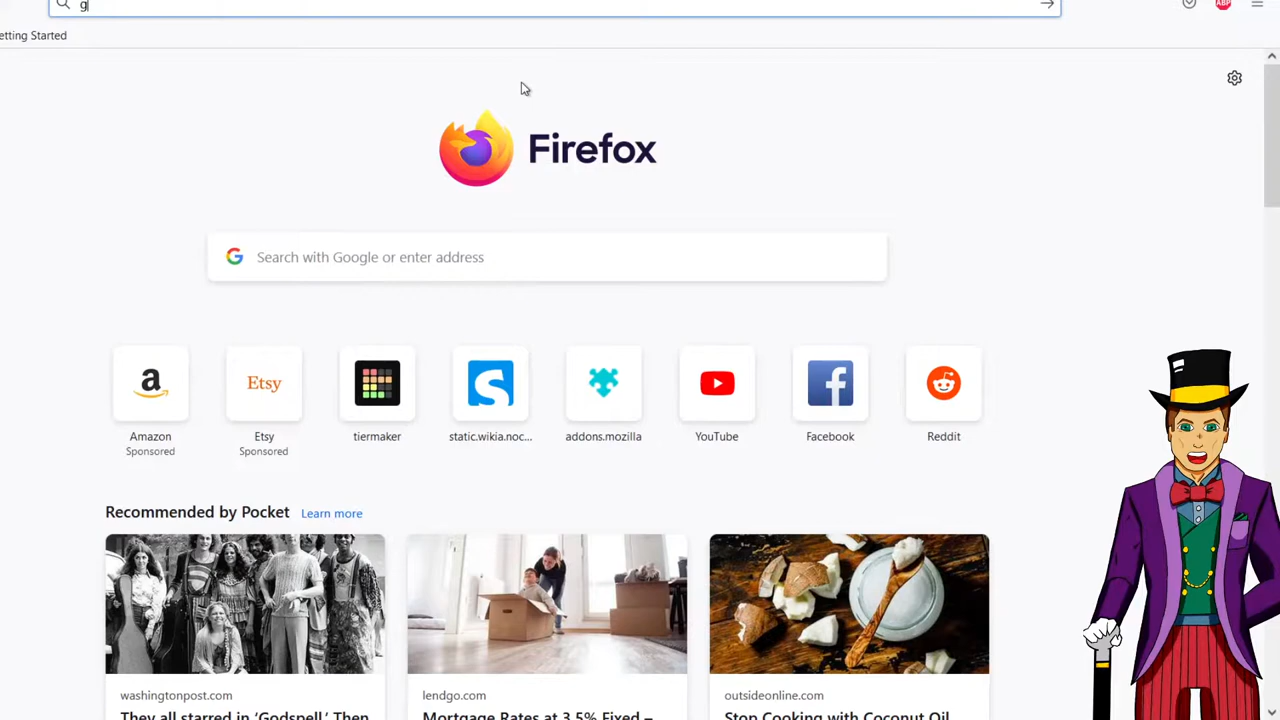 g
ABP
etting Started
Firefox
Search with Google or enter address
a
Etsy
S
f
Amazon
Sponsored
Etsy
Sponsored
tiermaker
static.wikia.noc...
addons.mozilla
YouTube
Facebook
Reddit
Recommended by Pocket Learn more
washingtonpost.com
They all starred in 'Godspell.' Then
lendgo.com
Mortgage Rates at 3.5% Fixed –
outsideonline.com
Stop Cooking with Coconut Oil